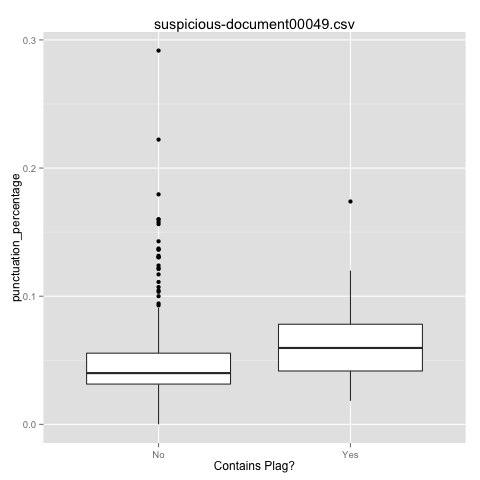 suspicious-document00049.csv
0.3
0.2
0.1
0.0
punctuation_percentage
No
Yes
Contains Plag?